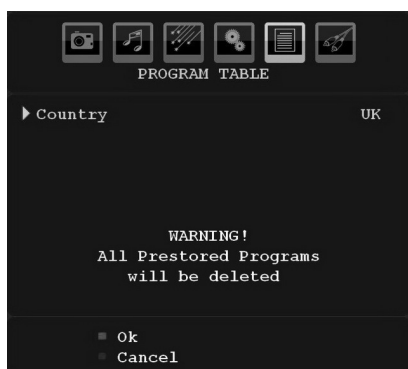 PROGRAM TABLE
Country UK
WARNING!
All Prestored Programs
will be deleted
Ok
Cancel